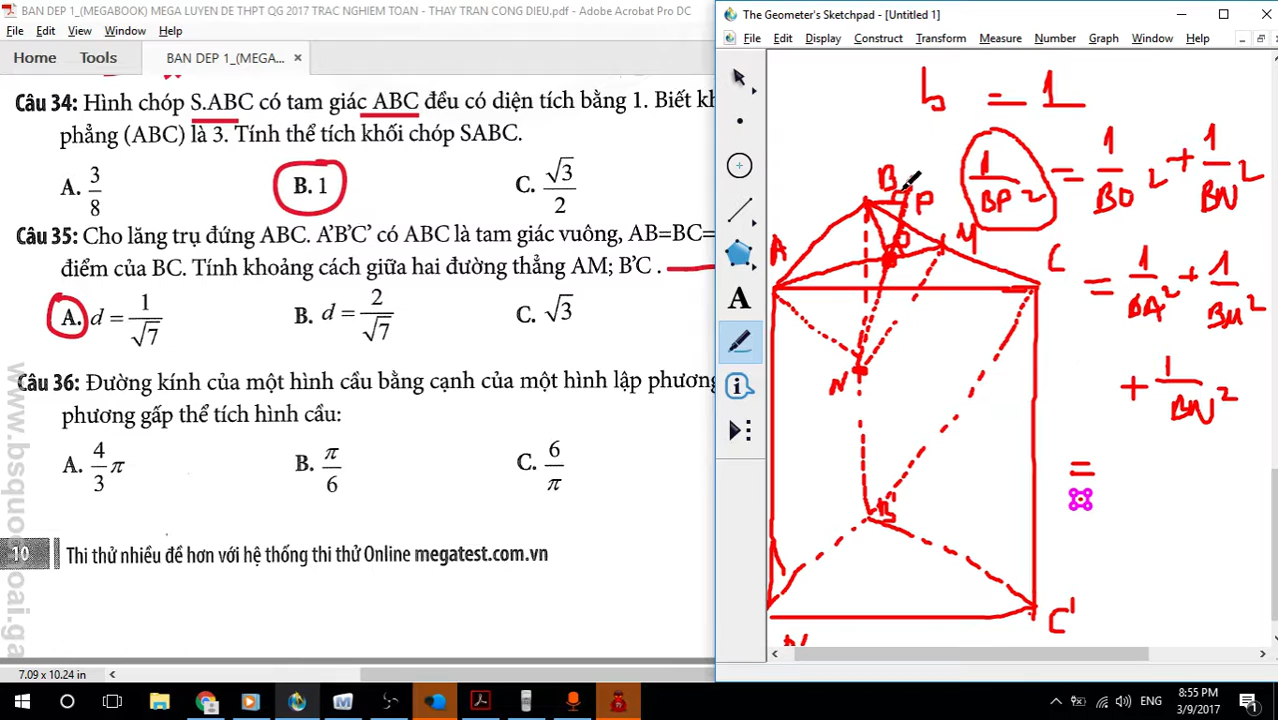 BAN DEP 1_(MEGABOOK) MEGA LUYEN DE THPT QG 2017 TRAC NGHIEM TOAN - THAY TRAN CONG DIEU.pdf - Adobe Acrobat Pro DC
File Edit View Window Help
Home Tools BAN DEP 1_(MEGA... ×
Câu 34: Hình chóp S.ABC có tam giác ABC đều có diện tích bằng 1. Biết kh
phẳng (ABC) là 3. Tính thể tích khối chóp SABC.
A. 3/8 B. 1 C. √3/2
Câu 35: Cho lăng trụ đứng ABC. A'B'C' có ABC là tam giác vuông, AB=BC=
điểm của BC. Tính khoảng cách giữa hai đường thẳng AM; B'C .
A. d = 1/√7 B. d = 2/√7 C. √3
Câu 36: Đường kính của một hình cầu bằng cạnh của một hình lập phương
phương gấp thể tích hình cầu:
A. 4/3 π B. π/6 C. 6/π
10 Thi thử nhiều đề hơn với hệ thống thi thử Online megatest.com.vn
www.bsquochoai.ga
7.09 x 10.24 in
The Geometer's Sketchpad - [Untitled 1]
File Edit Display Construct Transform Measure Number Graph Window Help
A
h = 1
1/BP² = 1/BO² + 1/BN²
= 1/BA² + 1/BM²
+ 1/BN²
=
B P
O M
A C
N
B'
C'
ENG 8:55 PM
3/9/2017